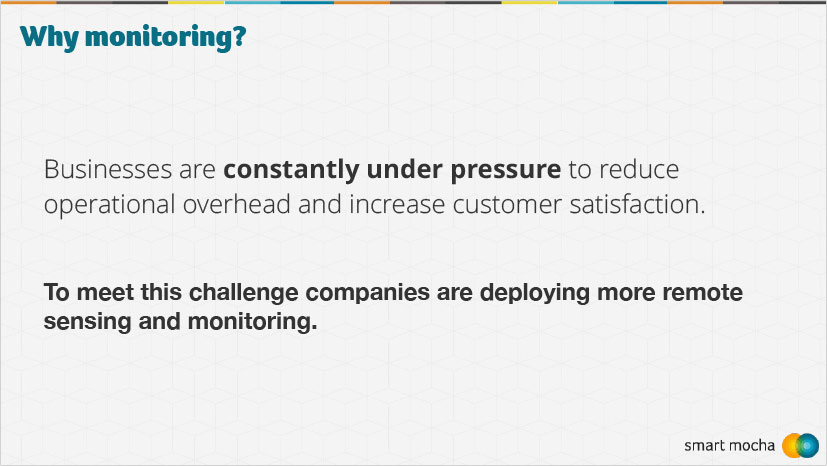 Why monitoring?
Businesses are constantly under pressure to reduce
operational overhead and increase customer satisfaction.
To meet this challenge companies are deploying more remote
sensing and monitoring.
smart mocha